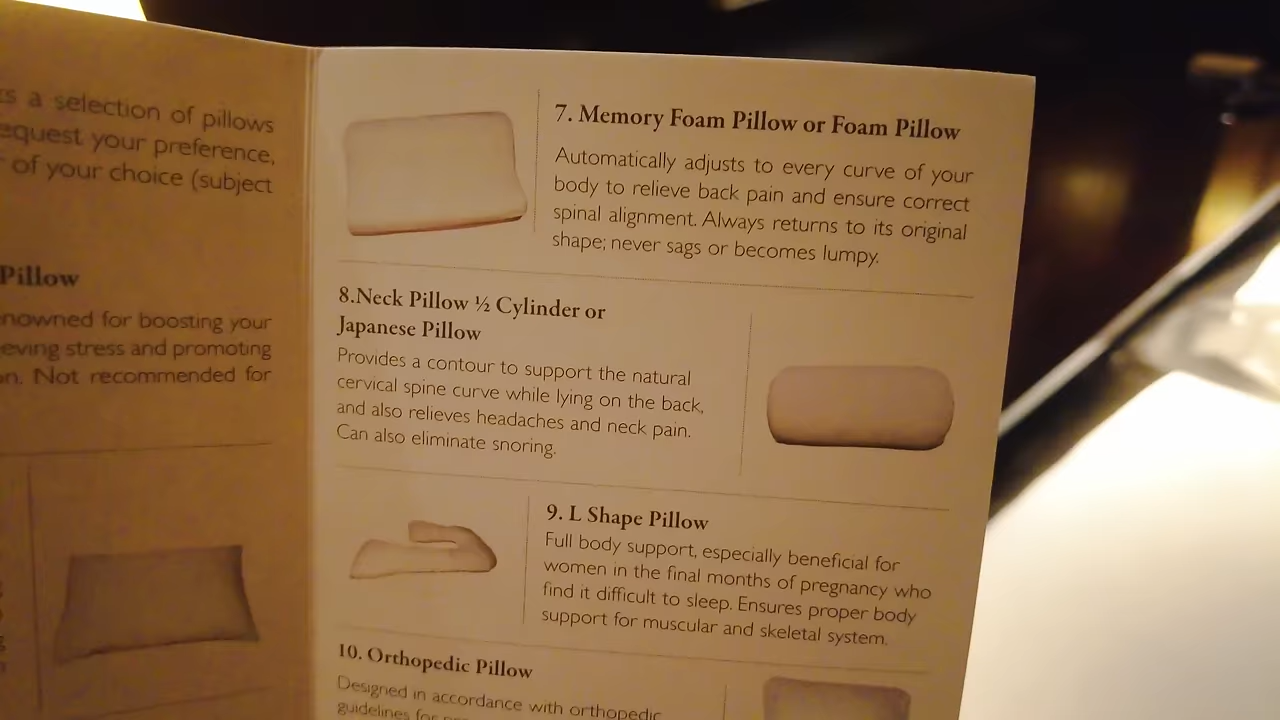 s a selection of pillows
equest your preference,
of your choice (subject
Pillow
nowned for boosting your
eving stress and promoting
n. Not recommended for
7. Memory Foam Pillow or Foam Pillow
Automatically adjusts to every curve of your
body to relieve back pain and ensure correct
spinal alignment. Always returns to its original
shape; never sags or becomes lumpy.
8.Neck Pillow ½ Cylinder or
Japanese Pillow
Provides a contour to support the natural
cervical spine curve while lying on the back,
and also relieves headaches and neck pain.
Can also eliminate snoring.
9. L Shape Pillow
Full body support, especially beneficial for
women in the final months of pregnancy who
find it difficult to sleep. Ensures proper body
support for muscular and skeletal system.
10. Orthopedic Pillow
Designed in accordance with orthopedic
guidelines for